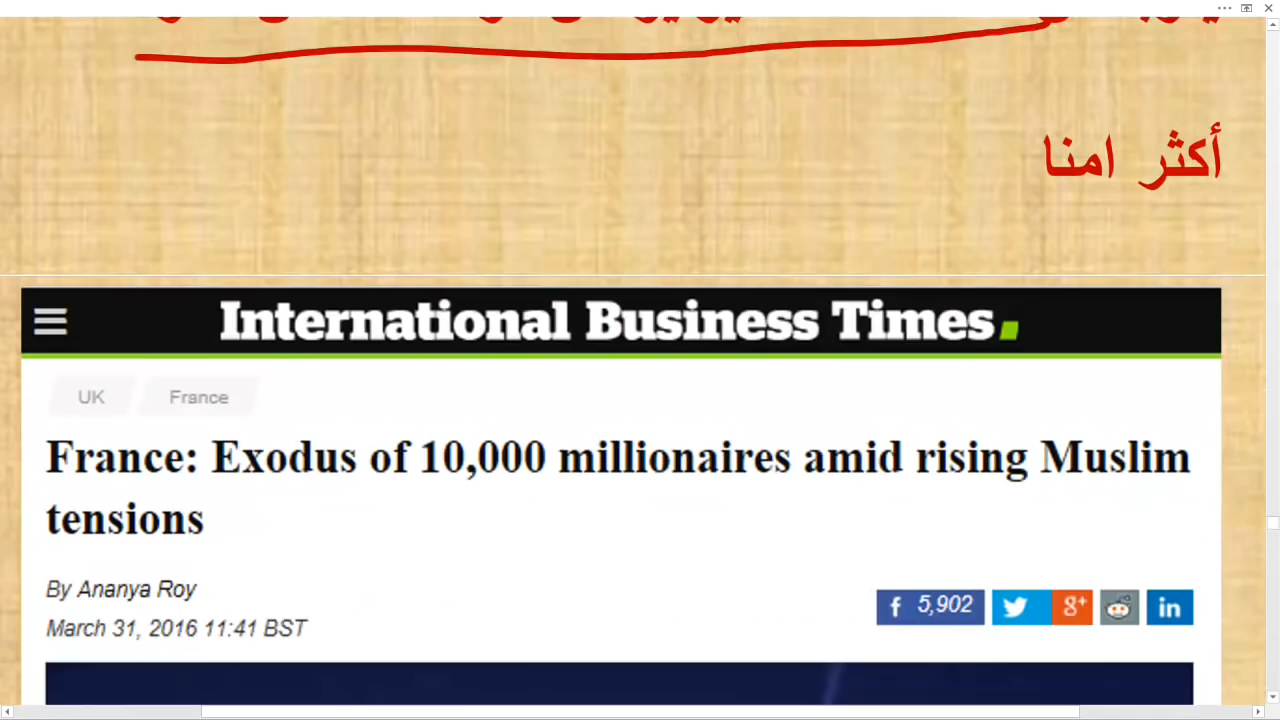 أكثر امنا
International Business Times
UK France
France: Exodus of 10,000 millionaires amid rising Muslim
tensions
By Ananya Roy
5,902
March 31, 2016 11:41 BST